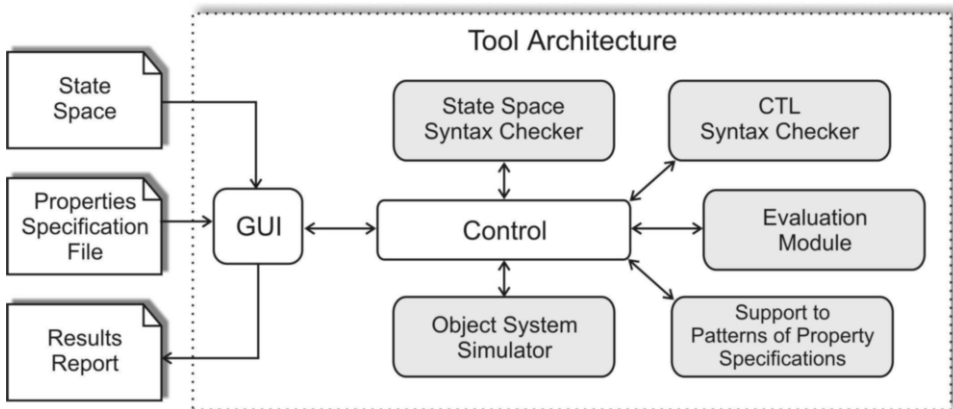 Tool Architecture
State
Space
State Space
Syntax Checker
CTL
Syntax Checker
Properties
Specification
File
GUI
Control
Evaluation
Module
Results
Report
Object System
Simulator
Support to
Patterns of Property
Specifications